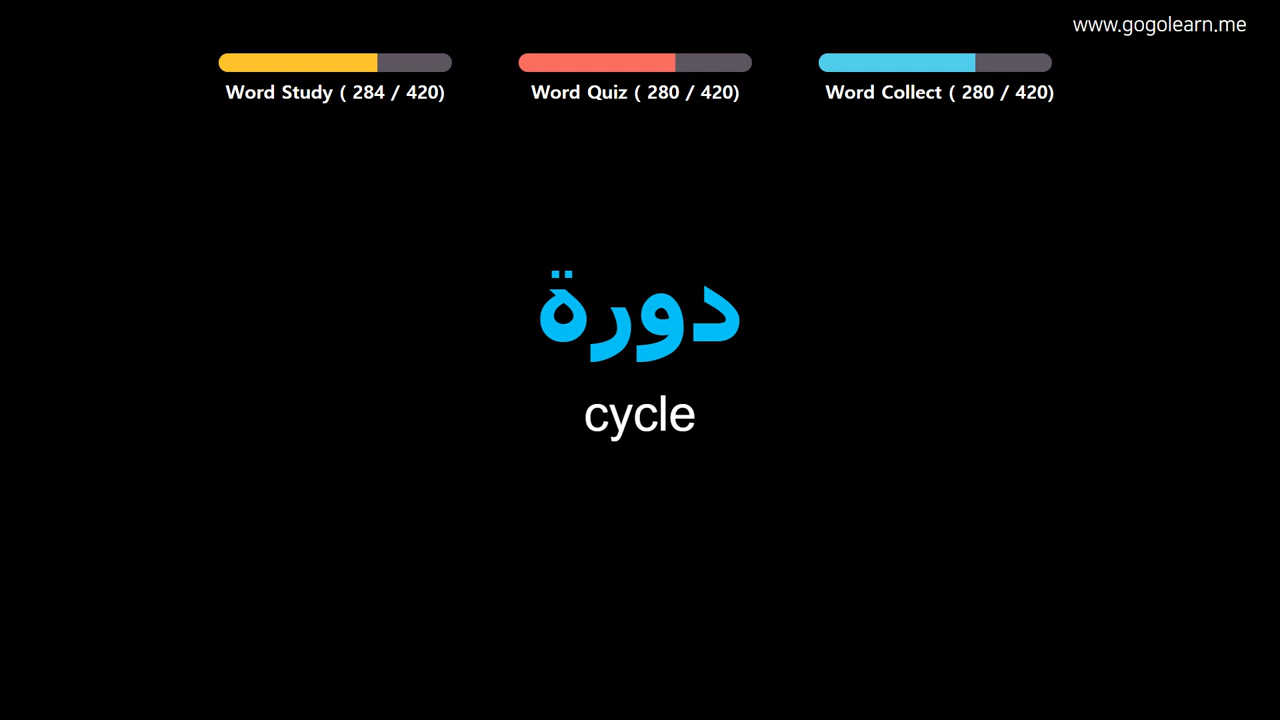 www.gogolearn.me
Word Study ( 284 / 420)
Word Quiz ( 280 / 420)
Word Collect ( 280 / 420)
دورة
cycle